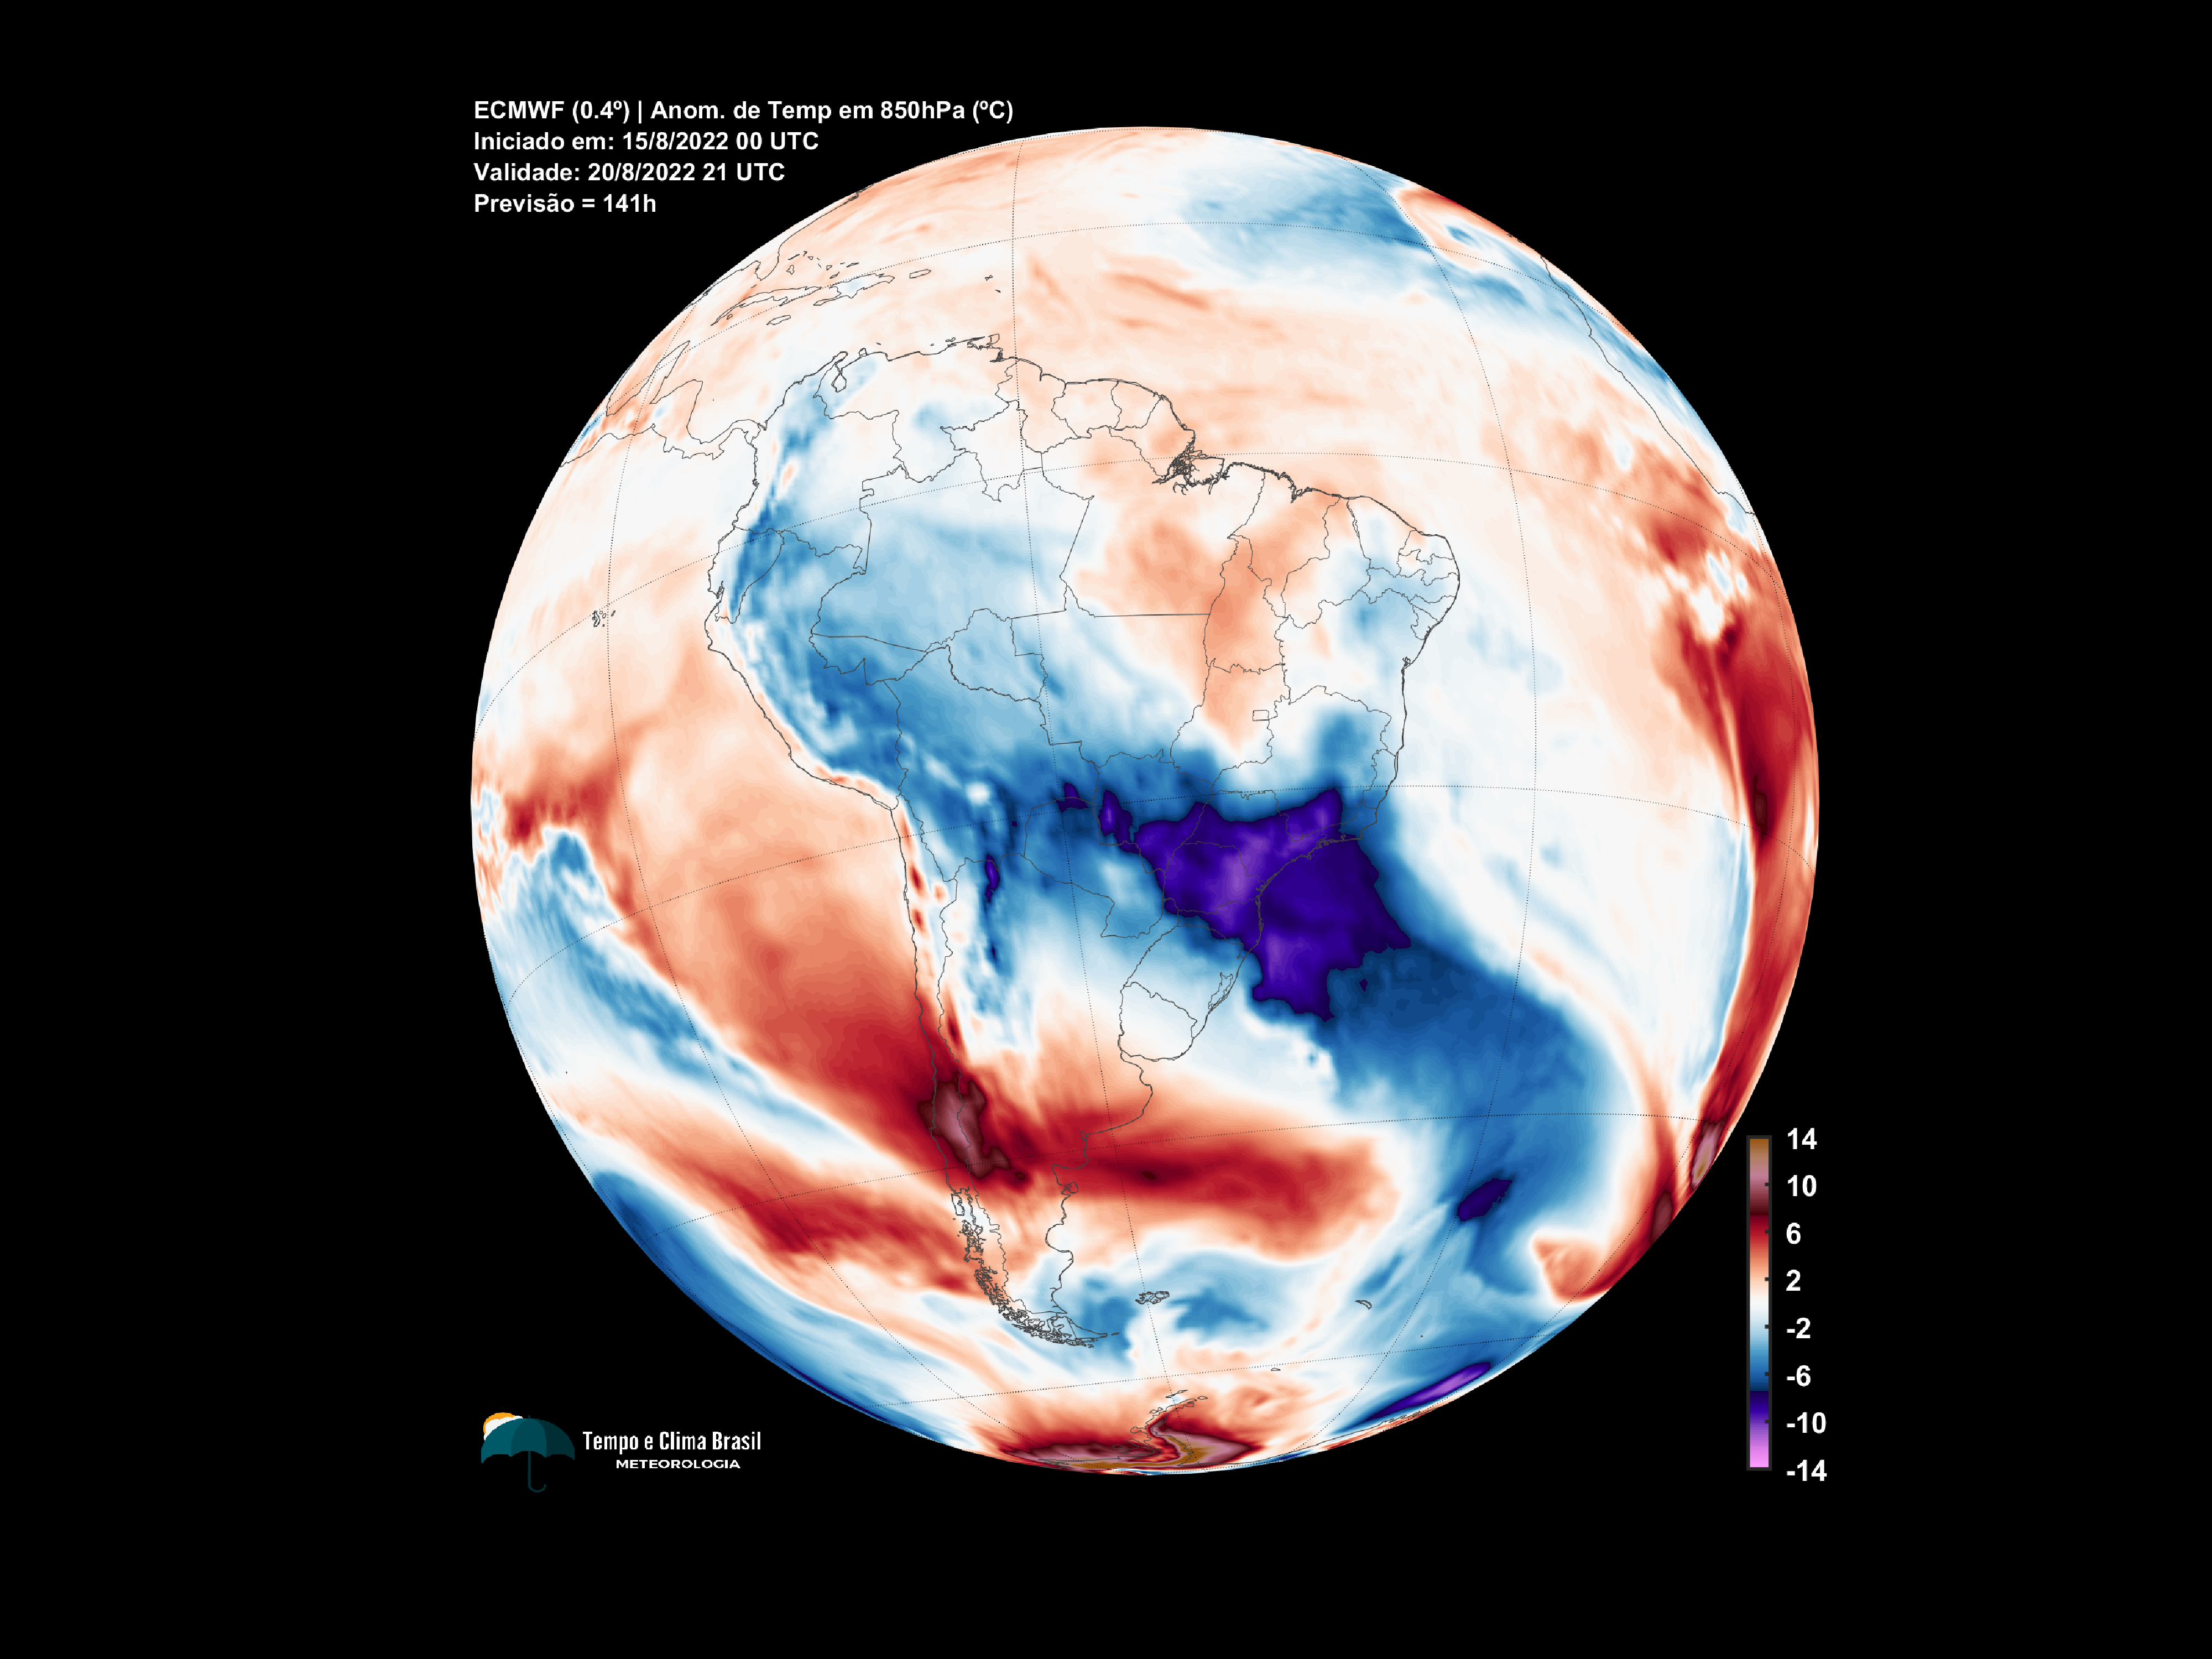 ECMWF (0.4º) | Anom. de Temp em 850hPa (ºC)
Iniciado em: 15/8/2022 00 UTC
Validade: 20/8/2022 21 UTC
Previsão = 141h
14
10
6
2
-2
-6
-10
-14
Tempo e Clima Brasil
METEOROLOGIA